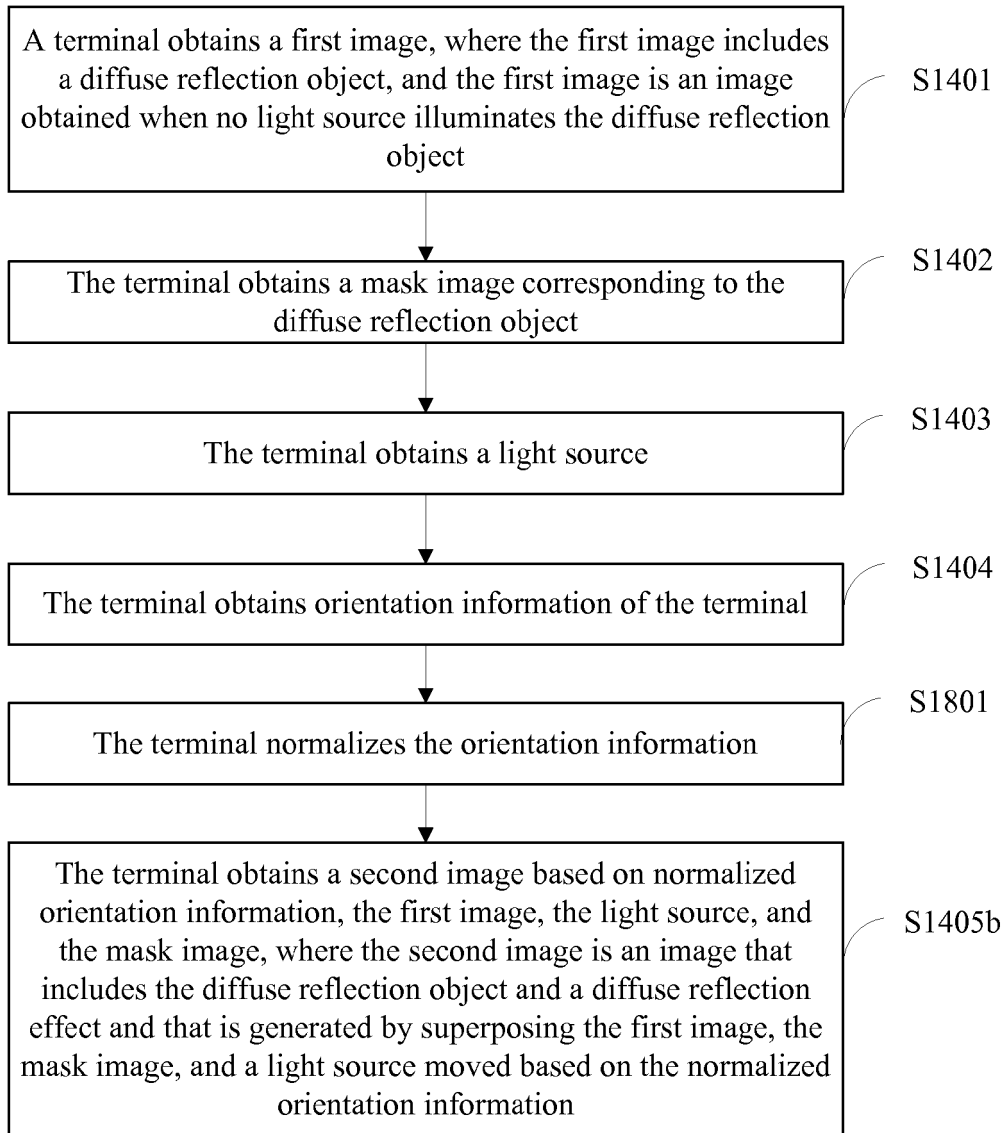 A terminal obtains a first image, where the first image includes
a diffuse reflection object, and the first image is an image
obtained when no light source illuminates the diffuse reflection
object
S1401
The terminal obtains a mask image corresponding to the
diffuse reflection object
S1402
The terminal obtains a light source
S1403
The terminal obtains orientation information of the terminal
S1404
The terminal normalizes the orientation information
S1801
The terminal obtains a second image based on normalized
orientation information, the first image, the light source, and
the mask image, where the second image is an image that
includes the diffuse reflection object and a diffuse reflection
effect and that is generated by superposing the first image, the
mask image, and a light source moved based on the normalized
orientation information
S1405b